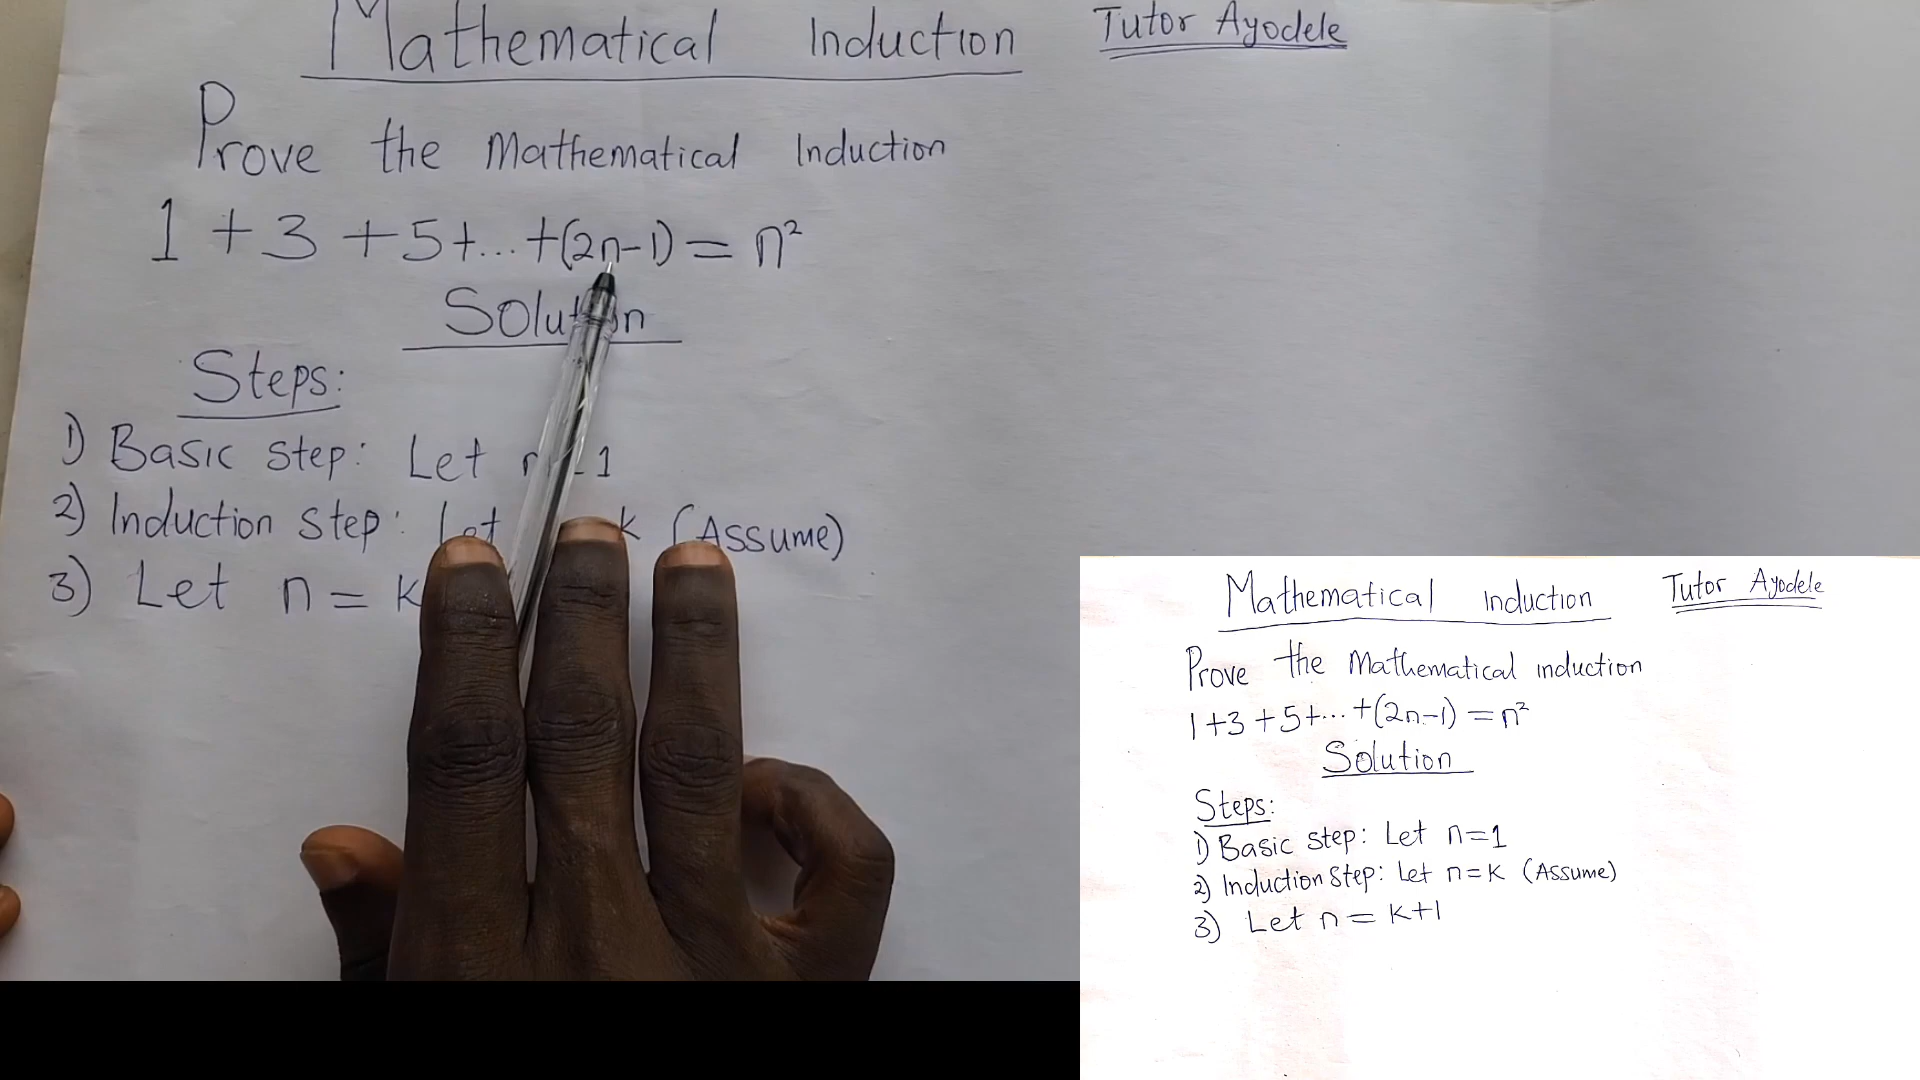 Mathematical Induction
Tutor Ayodele
Prove the Mathematical Induction
1 + 3 + 5 + ... + (2n-1) = n²
Solution
Steps:
1) Basic step: Let n = 1
2) Induction step: Let k (Assume)
3) Let n = k
Mathematical induction
Tutor Ayodele
Prove the Mathematical induction
1 + 3 + 5 + ... + (2n-1) = n²
Solution
Steps:
1) Basic step: Let n = 1
2) Induction step: Let n = k (Assume)
3) Let n = k+1